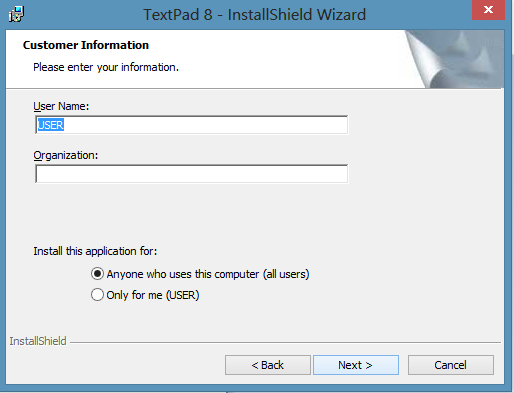 TextPad 8 - InstallShield Wizard
Customer Information
Please enter your information.
User Name:
USER
Organization:
Install this application for:
Anyone who uses this computer (all users)
Only for me (USER)
InstallShield
< Back
Next >
Cancel